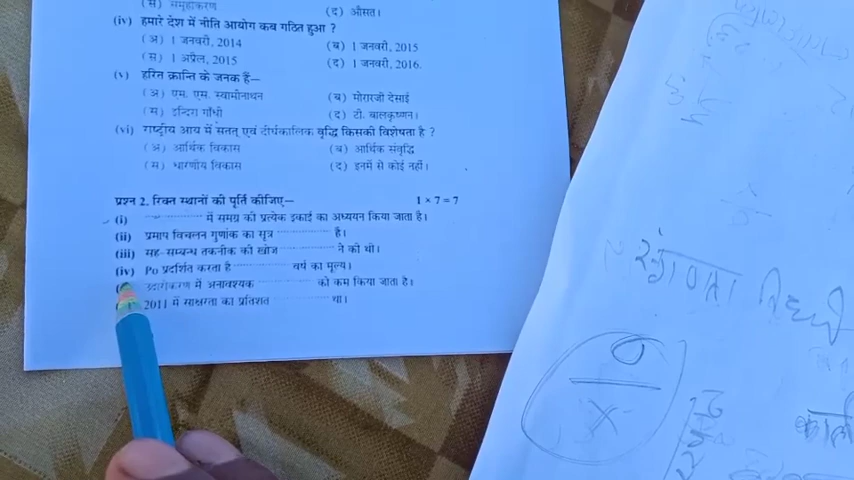 (स) समूहीकरण (द) औसत।
(iv) हमारे देश में नीति आयोग कब गठित हुआ ?
(अ) 1 जनवरी, 2014 (ब) 1 जनवरी, 2015
(स) 1 अप्रैल, 2015 (द) 1 जनवरी, 2016.
(v) हरित क्रान्ति के जनक हैं—
(अ) एम. एस. स्वामीनाथन (ब) मोरारजी देसाई
(स) इन्दिरा गाँधी (द) टी. बालकृष्णन।
(vi) राष्ट्रीय आय में सतत् एवं दीर्घकालिक वृद्धि किसकी विशेषता है ?
(अ) आर्थिक विकास (ब) आर्थिक संवृद्धि
(स) धारणीय विकास (द) इनमें से कोई नहीं।
प्रश्न 2. रिक्त स्थानों की पूर्ति कीजिए— 1 × 7 = 7
(i) ............ में समग्र की प्रत्येक इकाई का अध्ययन किया जाता है।
(ii) प्रमाप विचलन गुणांक का सूत्र ............ है।
(iii) सह-सम्बन्ध तकनीक की खोज ............ ने की थी।
(iv) Po प्रदर्शित करता है ............ वर्ष का मूल्य।
उदारीकरण में अनावश्यक ............ को कम किया जाता है।
2011 में साक्षरता का प्रतिशत ............ था।